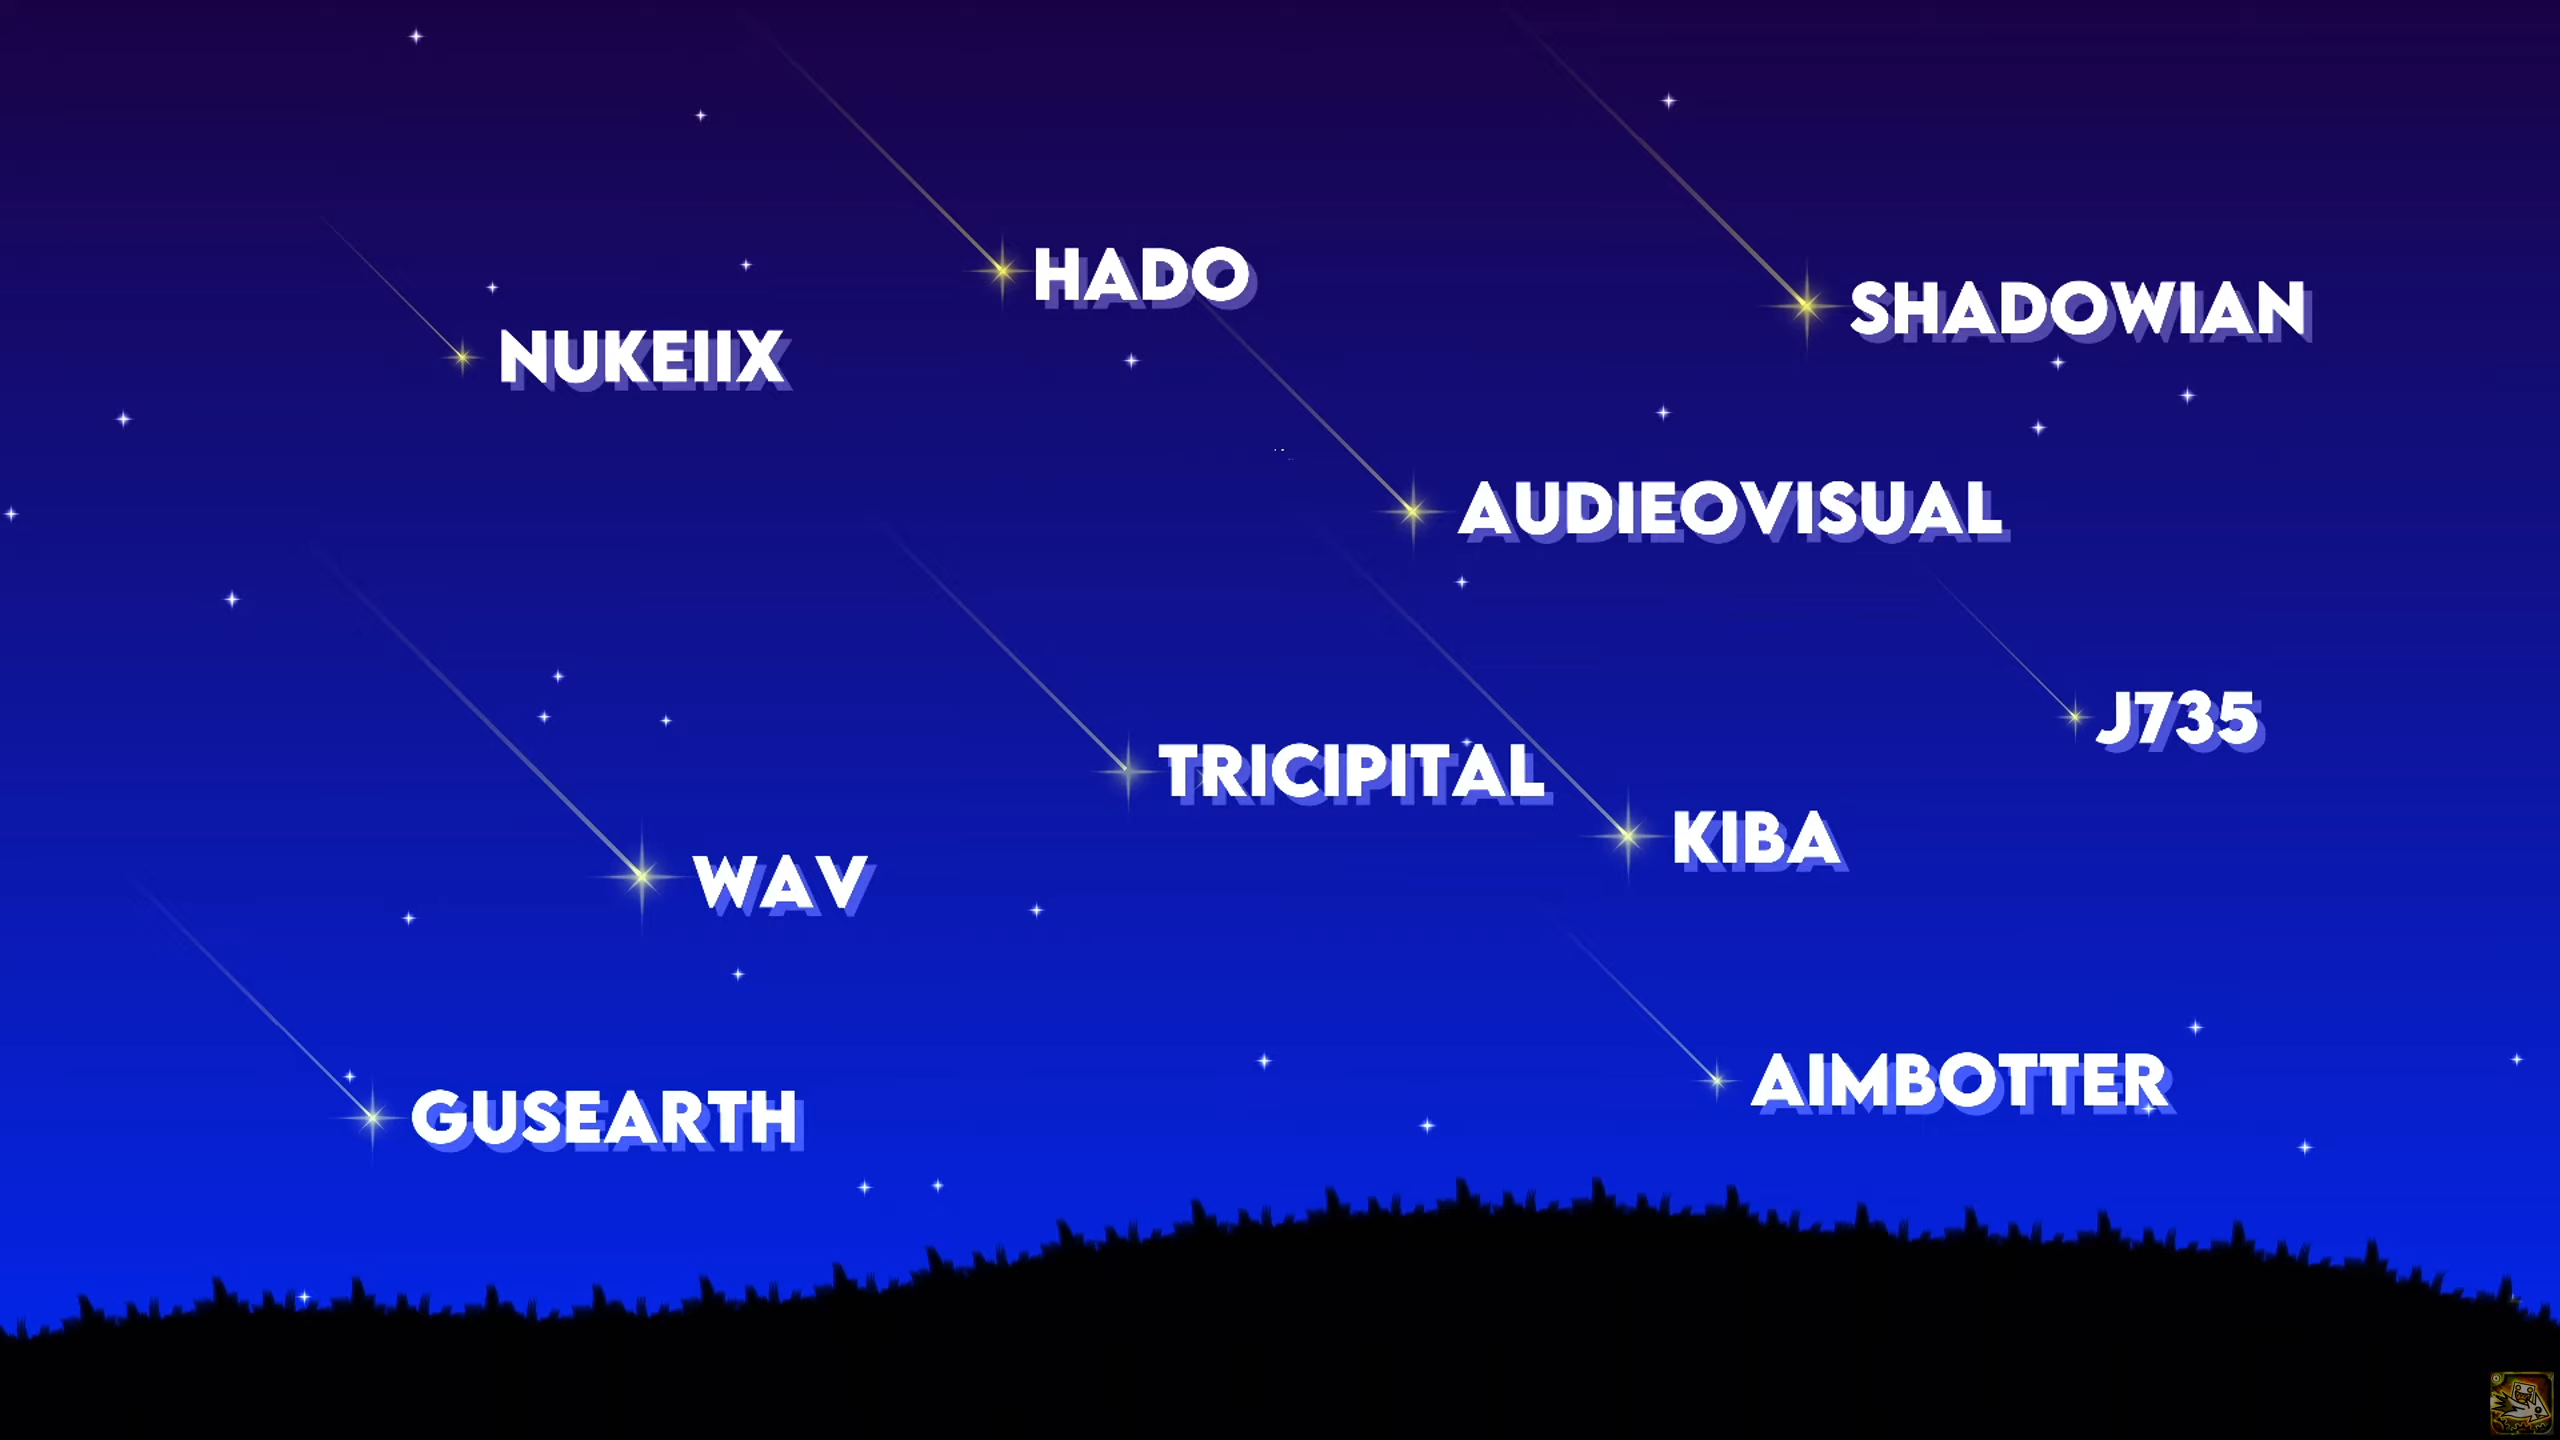 HADO
SHADOWIAN
NUKEIIX
AUDIEOVISUAL
J735
TRICIPITAL
KIBA
WAV
AIMBOTTER
GUSEARTH